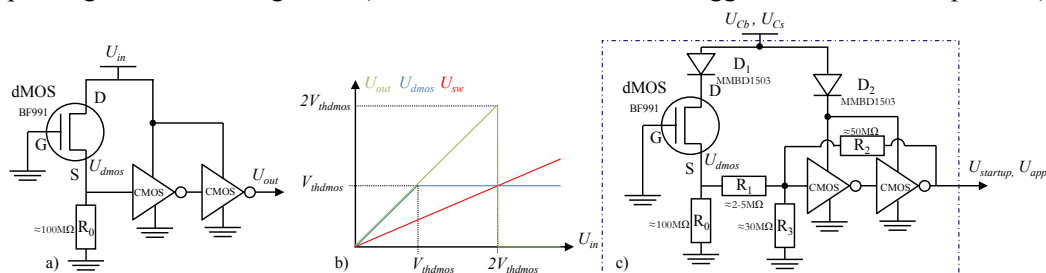 U_in
dMOS
BF991
D
G
S
U_dmos
CMOS
CMOS
U_out
R_0
≈100MΩ
a)
U_out U_dmos U_sw
2V_thdmos
V_thdmos
U_in
V_thdmos
2V_thdmos
b)
U_Cb, U_Cs
D_1
MMBD1503
D_2
MMBD1503
dMOS
BF991
D
G
S
U_dmos
≈50MΩ
R_2
R_1
≈2-5MΩ
CMOS
CMOS
U_startup, U_app
R_0
≈100MΩ
R_3
≈30MΩ
c)